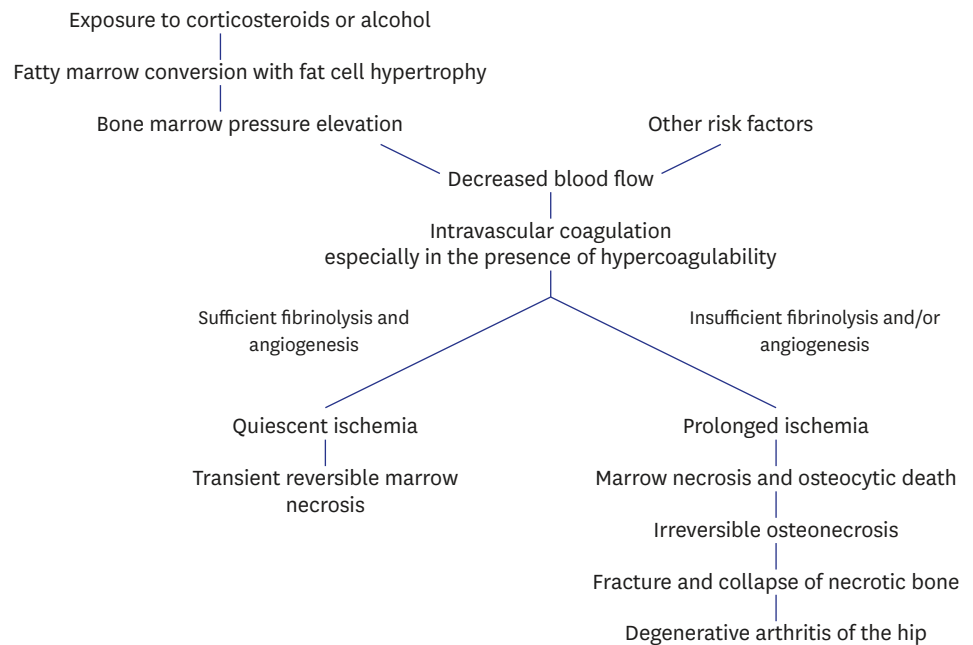 Exposure to corticosteroids or alcohol
Fatty marrow conversion with fat cell hypertrophy
Bone marrow pressure elevation
Other risk factors
Decreased blood flow
Intravascular coagulation
especially in the presence of hypercoagulability
Sufficient fibrinolysis and
angiogenesis
Insufficient fibrinolysis and/or
angiogenesis
Quiescent ischemia
Prolonged ischemia
Transient reversible marrow
necrosis
Marrow necrosis and osteocytic death
Irreversible osteonecrosis
Fracture and collapse of necrotic bone
Degenerative arthritis of the hip